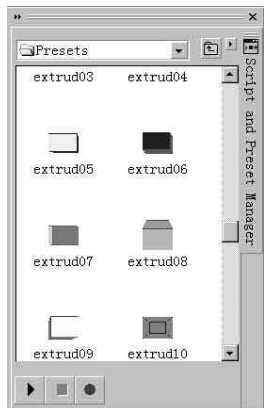 Presets
extrud03 extrud04
extrud05 extrud06
extrud07 extrud08
extrud09 extrud10
Script and Preset Manager